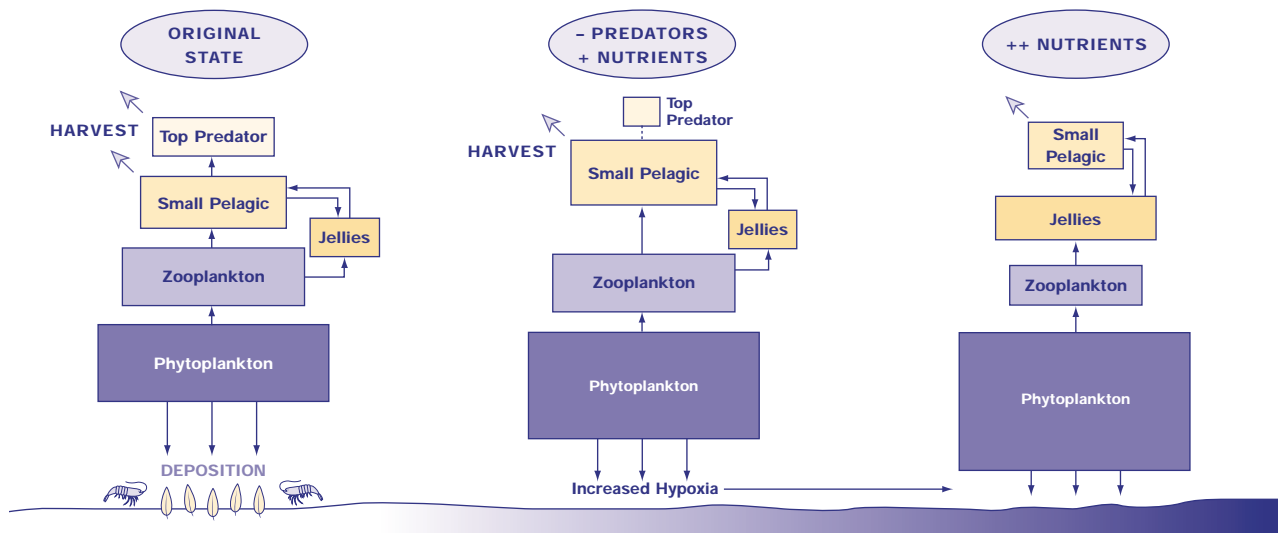 ORIGINAL
STATE
HARVEST
Top Predator
Small Pelagic
Jellies
Zooplankton
Phytoplankton
DEPOSITION
– PREDATORS
+ NUTRIENTS
Top
Predator
HARVEST
Small Pelagic
Jellies
Zooplankton
Phytoplankton
Increased Hypoxia
++ NUTRIENTS
Small
Pelagic
Jellies
Zooplankton
Phytoplankton